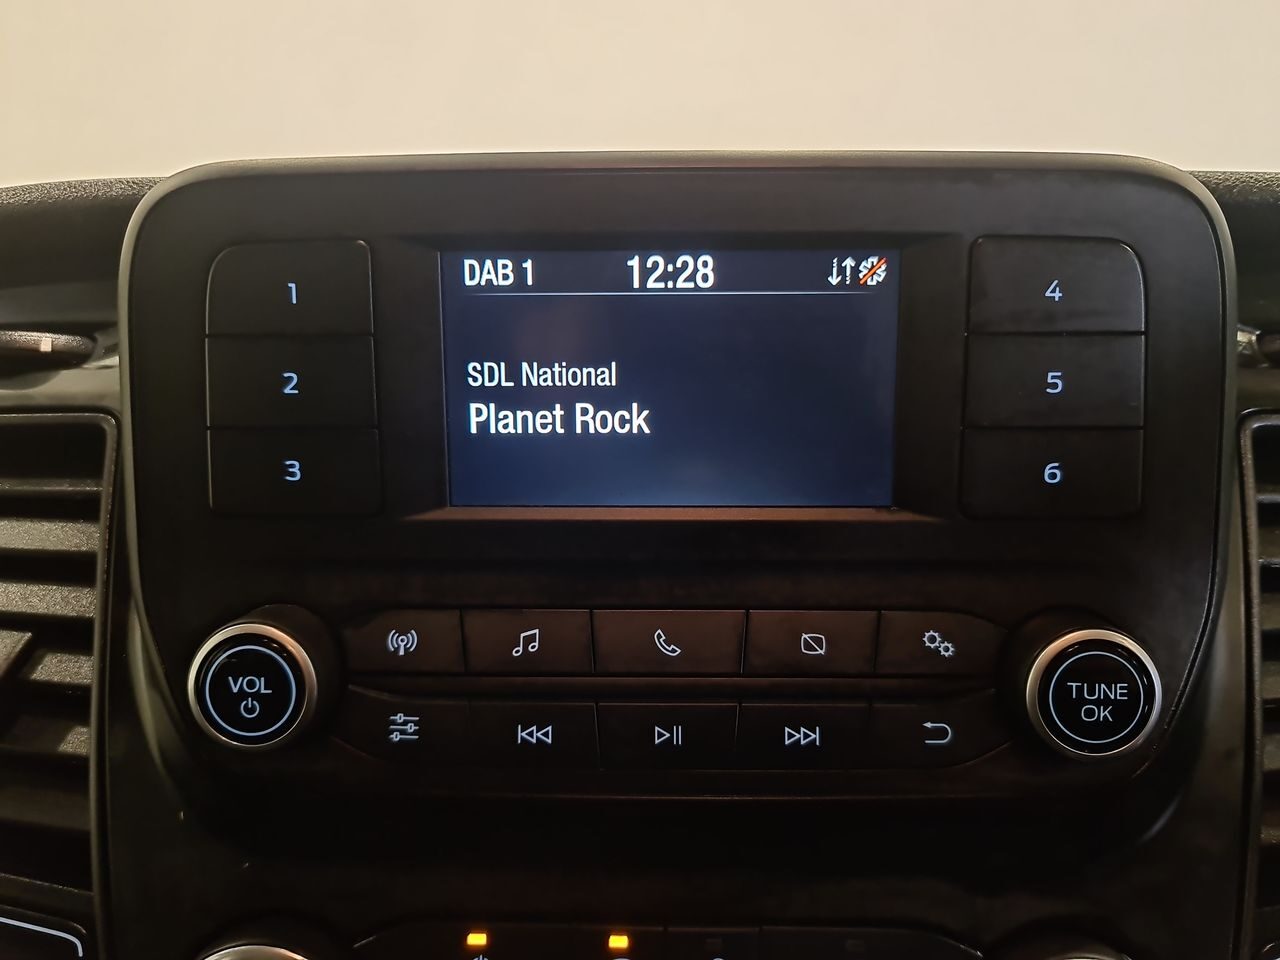 DAB 1 12:28
SDL National
Planet Rock
1
2
3
4
5
6
VOL
TUNE
OK